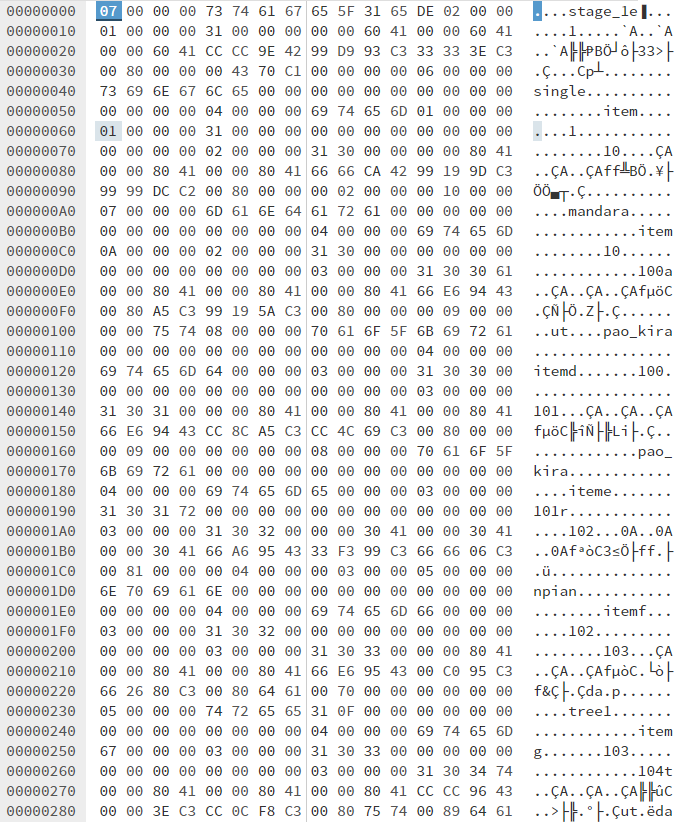 00000000 07 00 00 00 73 74 61 67 65 5F 31 65 DE 02 00 00 ....stage_1e▐...
00000010 01 00 00 00 31 00 00 00 00 00 60 41 00 00 60 41 ....1.....`A..`A
00000020 00 00 60 41 CC CC 9E 42 99 D9 93 C3 33 33 3E C3 ..`A╠╠₧BÖ┘ô├33>├
00000030 00 80 00 00 00 43 70 C1 00 00 00 00 06 00 00 00 .Ç...Cp┴........
00000040 73 69 6E 67 6C 65 00 00 00 00 00 00 00 00 00 00 single..........
00000050 00 00 00 00 04 00 00 00 69 74 65 6D 01 00 00 00 ........item....
00000060 01 00 00 00 31 00 00 00 00 00 00 00 00 00 00 00 ....1...........
00000070 00 00 00 00 02 00 00 00 31 30 00 00 00 00 80 41 ........10....ÇA
00000080 00 00 80 41 00 00 80 41 66 66 CA 42 99 19 9D C3 ..ÇA..ÇAff╩BÖ.¥├
00000090 99 99 DC C2 00 80 00 00 00 02 00 00 00 10 00 00 ÖÖ▄┬.Ç..........
000000A0 07 00 00 00 6D 61 6E 64 61 72 61 00 00 00 00 00 ....mandara.....
000000B0 00 00 00 00 00 00 00 00 04 00 00 00 69 74 65 6D ............item
000000C0 0A 00 00 00 02 00 00 00 31 30 00 00 00 00 00 00 ........10......
000000D0 00 00 00 00 00 00 00 00 03 00 00 00 31 30 30 61 ............100a
000000E0 00 00 80 41 00 00 80 41 00 00 80 41 66 E6 94 43 ..ÇA..ÇA..ÇAfµöC
000000F0 00 80 A5 C3 99 19 5A C3 00 80 00 00 00 00 09 00 .ÇÑ├Ö.Z├.Ç......
00000100 00 00 75 74 08 00 00 00 70 61 6F 5F 6B 69 72 61 ..ut....pao_kira
00000110 00 00 00 00 00 00 00 00 00 00 00 00 04 00 00 00 ................
00000120 69 74 65 6D 64 00 00 00 03 00 00 00 31 30 30 00 itemd.......100.
00000130 00 00 00 00 00 00 00 00 00 00 00 00 03 00 00 00 ................
00000140 31 30 31 00 00 00 80 41 00 00 80 41 00 00 80 41 101...ÇA..ÇA..ÇA
00000150 66 E6 94 43 CC 8C A5 C3 CC 4C 69 C3 00 80 00 00 fµöC╠îÑ├╠Li├.Ç..
00000160 00 09 00 00 00 00 00 00 08 00 00 00 70 61 6F 5F ............pao_
00000170 6B 69 72 61 00 00 00 00 00 00 00 00 00 00 00 00 kira............
00000180 04 00 00 00 69 74 65 6D 65 00 00 00 03 00 00 00 ....iteme.......
00000190 31 30 31 72 00 00 00 00 00 00 00 00 00 00 00 00 101r............
000001A0 03 00 00 00 31 30 32 00 00 00 30 41 00 00 30 41 ....102...0A..0A
000001B0 00 00 30 41 66 A6 95 43 33 F3 99 C3 66 66 06 C3 ..0AfªòC3≤Ö├ff.├
000001C0 00 81 00 00 00 04 00 00 00 03 00 00 00 05 00 00 00 .ü..............
000001D0 6E 70 69 61 6E 00 00 00 00 00 00 00 00 00 00 00 npian...........
000001E0 00 00 00 00 04 00 00 00 69 74 65 6D 66 00 00 00 ........itemf...
000001F0 03 00 00 00 31 30 32 00 00 00 00 00 00 00 00 00 ....102.........
00000200 00 00 00 00 03 00 00 00 31 30 33 00 00 00 80 41 ........103...ÇA
00000210 00 00 80 41 00 00 80 41 66 E6 95 43 00 C0 95 C3 ..ÇA..ÇAfµòC.└ò├
00000220 66 26 80 C3 00 80 64 61 00 70 00 00 00 00 00 00 f&Ç├.Çda.p......
00000230 05 00 00 00 74 72 65 65 31 0F 00 00 00 00 00 00 ....tree1.......
00000240 00 00 00 00 00 00 00 00 04 00 00 00 69 74 65 6D ............item
00000250 67 00 00 00 03 00 00 00 31 30 33 00 00 00 00 00 g.......103.....
00000260 00 00 00 00 00 00 00 00 03 00 00 00 31 30 34 74 ............104t
00000270 00 00 80 41 00 00 80 41 00 00 80 41 CC CC 96 43 ..ÇA..ÇA..ÇA╠╠ûC
00000280 00 00 3E C3 CC 0C F8 C3 00 80 75 74 00 89 64 61 ..>├╠.°├.Çut.ëda